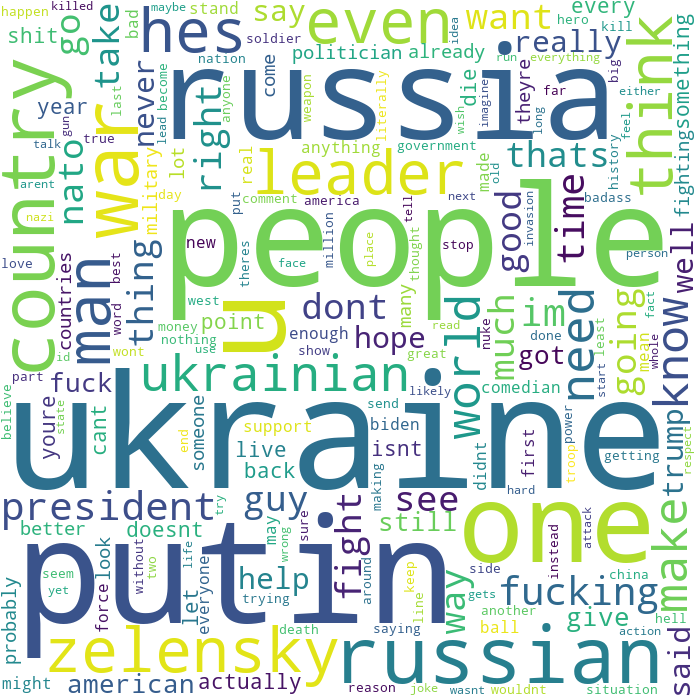 happen
killed
maybe
shit
go
take
bad
hes
stand
soldier
even
say
politician
already
want
idea
every
really
hero
kill
run
everything
something
country
year
last
never
nation
russia
come
die
theyre
wish
imagine
far
big
either
think
fighting
nato
talk
gun
true
war
lead
become
right
lot
anyone
weapon
literally
anything
government
thats
long
feel
history
arent
nazi
day
military
real
leader
comment
america
made
old
next
badass
invasion
person
love
man
countries
word
best
thing
put
new
theres
people
face
million
place
thought
tell
stop
good
time
well
west
u
dont
many
nuke
read
done
im
going
mean
fact
whole
know
id
wont
money
nothing
use
point
enough
show
hope
great
world
much
got
need
start
least
part
fuck
ukrainian
likely
comedian
respect
believe
state
youre
cant
ukraine
someone
end
support
live
back
send
biden
isnt
making
didnt
first
troop
power
getting
make
trump
president
try
guy
may
wrong
sure
fight
see
hard
one
better
doesnt
still
side
instead
attack
look
without
putin
seem
yet
two
life
let
everyone
trying
help
around
keep
line
way
gets
china
fucking
probably
force
death
saying
another
ball
give
hell
action
said
might
zelensky
american
actually
reason
joke
russian
wasnt
wouldnt
situation